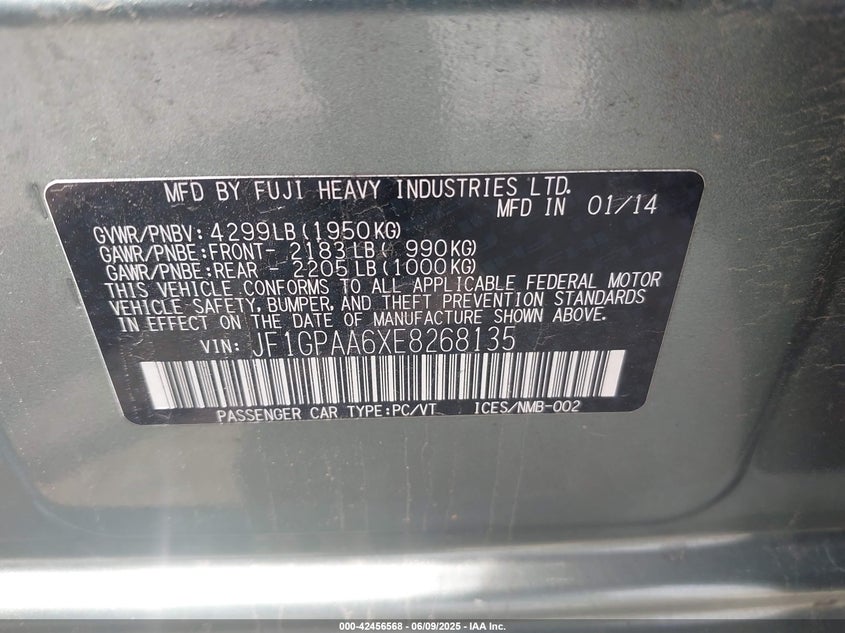 MFD BY FUJI HEAVY INDUSTRIES LTD.
MFD IN 01/14
GVWR/PNBV: 4299LB(1950KG)
GAWR/PNBE:FRONT- 2183LB( 990KG)
GAWR/PNBE:REAR - 2205LB(1000KG)
THIS VEHICLE CONFORMS TO ALL APPLICABLE FEDERAL MOTOR
VEHICLE SAFETY, BUMPER, AND THEFT PREVENTION STANDARDS
IN EFFECT ON THE DATE OF MANUFACTURE SHOWN ABOVE.
VIN: JF1GPAA6XE8268135
PASSENGER CAR TYPE:PC/VT ICES/NMB-002
000-42456568 - 06/09/2025 - IAA Inc.